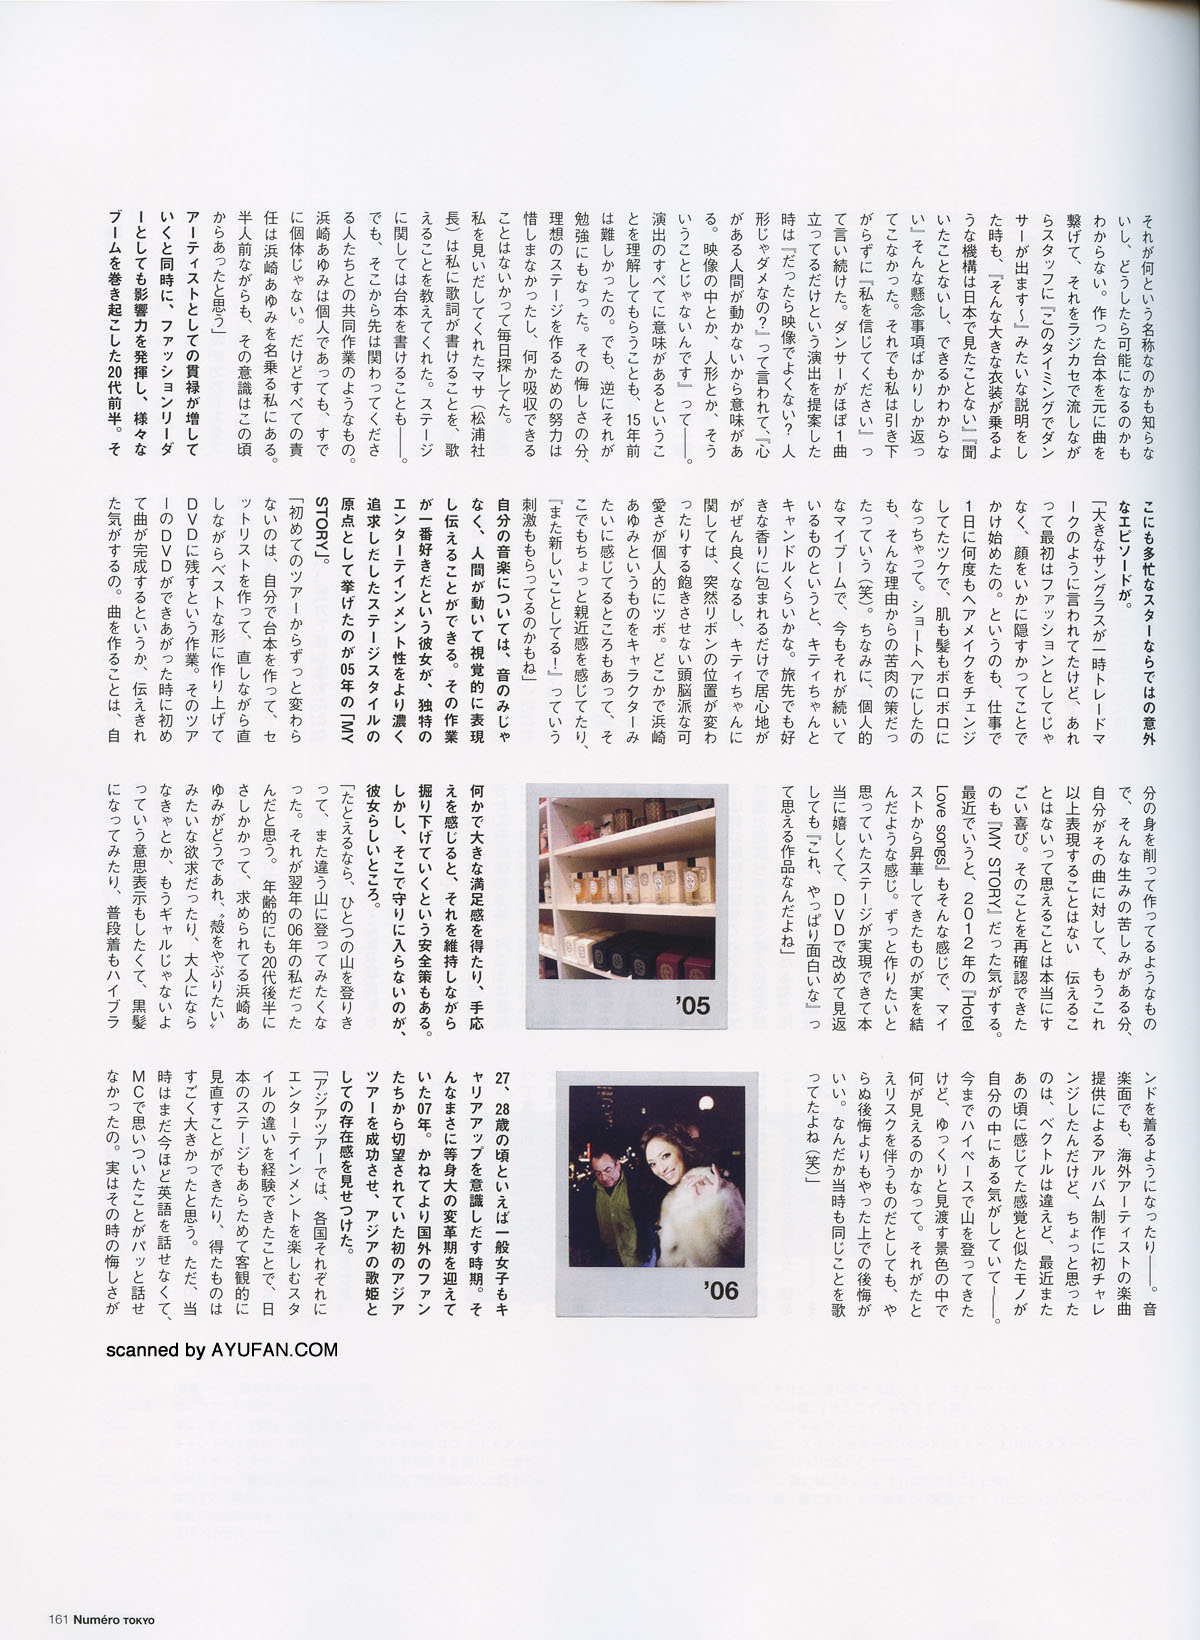 それが何という名称なのかも知らな
いし、どうしたら可能になるのかも
わからない。作った台本を元に曲を
繋げて、それをラジカセで流しなが
らスタッフに『このタイミングでダン
サーが出ます〜』みたいな説明をし
た時も、『そんな大きな衣装が乗るよ
うな機構は日本で見たことない』『聞
いたことないし、できるかわからな
い』そんな懸念事項ばかりしか返っ
てこなかった。それでも私は引き下
がらずに『私を信じてください』っ
て言い続けた。ダンサーがほぼ1曲
立ってるだけという演出を提案した
時は『だったら映像でよくない？人
形じゃダメなの？』って言われて、『心
がある人間が動かないから意味があ
る。映像の中とか、人形とか、そう
いうことじゃないんです』って――。
演出のすべてに意味があるというこ
とを理解してもらうことも、15年前
は難しかったの。でも、逆にそれが
勉強にもなった。その悔しさの分、
理想のステージを作るための努力は
惜しまなかったし、何か吸収できる
ことはないかって毎日探してた。
私を見いだしてくれたマサ（松浦社
長）は私に歌詞が書けることを、歌
えることを教えてくれた。ステージ
に関しては台本を書けることも――。
でも、そこから先は関わってくださ
る人たちとの共同作業のようなもの。
浜崎あゆみは個人であっても、すで
に個体じゃない。だけどすべての責
任は浜崎あゆみを名乗る私にある。
半人前ながらも、その意識はこの頃
からあったと思う」
アーティストとしての貫禄が増して
いくと同時に、ファッションリーダ
ーとしても影響力を発揮し、様々な
ブームを巻き起こした20代前半。そ
こにも多忙なスターならではの意外
なエピソードが。
「大きなサングラスが一時トレードマ
ークのように言われてたけど、あれ
って最初はファッションとしてじゃ
なく、顔をいかに隠すかってことで
かけ始めたの。というのも、仕事で
1日に何度もヘアメイクをチェンジ
してたツケで、肌も髪もボロボロに
なっちゃって。ショートヘアにしたの
も、そんな理由からの苦肉の策だっ
たっていう（笑）。ちなみに、個人的
なマイブームで、今もそれが続いて
いるものというと、キティちゃんと
キャンドルくらいかな。旅先でも好
きな香りに包まれるだけで居心地が
がぜん良くなるし、キティちゃんに
関しては、突然リボンの位置が変わ
ったりする飽きさせない頭脳派な可
愛さが個人的にツボ。どこかで浜崎
あゆみというものをキャラクターみ
たいに感じてるところもあって、そ
こでもちょっと親近感を感じてたり、
『また新しいことしてる！』っていう
刺激ももらってるのかもね」
自分の音楽については、音のみじゃ
なく、人間が動いて視覚的に表現
し伝えることができる。その作業
が一番好きだという彼女が、独特の
エンターテインメント性をより濃く
追求しだしたステージスタイルの
原点として挙げたのが05年の「MY
STORY」。
「初めてのツアーからずっと変わら
ないのは、自分で台本を作って、セ
ットリストを作って、直しながら直
しながらベストな形に作り上げて
DVDに残すという作業。そのツア
ーのDVDができあがった時に初め
て曲が完成するというか、伝えきれ
た気がするの。曲を作ることは、自
分の身を削って作ってるようなもの
で、そんな生みの苦しみがある分、
自分がその曲に対して、もうこれ
以上表現することはない　伝えるこ
とはないって思えることは本当にす
ごい喜び。そのことを再確認できた
のも『MY STORY』だった気がする。
最近でいうと、2012年の『Hotel
Love songs』もそんな感じで、マイ
ストから昇華してきたものが実を結
んだような感じ。ずっと作りたいと
思っていたステージが実現できて本
当に嬉しくて、DVDで改めて見返
しても『これ、やっぱり面白いな』っ
て思える作品なんだよね」
'05
何かで大きな満足感を得たり、手応
えを感じると、それを維持しながら
掘り下げていくという安全策もある。
しかし、そこで守りに入らないのが、
彼女らしいところ。
「たとえるなら、ひとつの山を登りき
って、また違う山に登ってみたくな
った。それが翌年の06年の私だった
んだと思う。年齢的にも20代後半に
さしかかって、求められてる浜崎あ
ゆみがどうであれ、〝殻をやぶりたい〟
みたいな欲求だったり、大人になら
なきゃとか、もうギャルじゃないよ
っていう意思表示もしたくて、黒髪
になってみたり、普段着もハイブラ
ンドを着るようになったり――。音
楽面でも、海外アーティストの楽曲
提供によるアルバム制作に初チャレ
ンジしたんだけど、ちょっと思った
のは、ベクトルは違えど、最近また
あの頃に感じてた感覚と似たモノが
自分の中にある気がしていて――。
今までハイペースで山を登ってきた
けど、ゆっくりと見渡す景色の中で
何が見えるのかなって。それがたと
えリスクを伴うものだとしても、や
らぬ後悔よりもやった上での後悔が
いい。なんだか当時も同じことを歌
ってたよね（笑）」
'06
27、28歳の頃といえば一般女子もキ
ャリアアップを意識しだす時期。そ
んなまさに等身大の変革期を迎えて
いた07年。かねてより国外のファン
たちから切望されていた初のアジア
ツアーを成功させ、アジアの歌姫と
しての存在感を見せつけた。
「アジアツアーでは、各国それぞれに
エンターテインメントを楽しむスタ
イルの違いを経験できたことで、日
本のステージもあらためて客観的に
見直すことができたり、得たものは
すごく大きかったと思う。ただ、当
時はまだ今ほど英語を話せなくて、
MCで思いついたことがパッと話せ
なかったの。実はその時の悔しさが
scanned by AYUFAN.COM
161 Numéro TOKYO